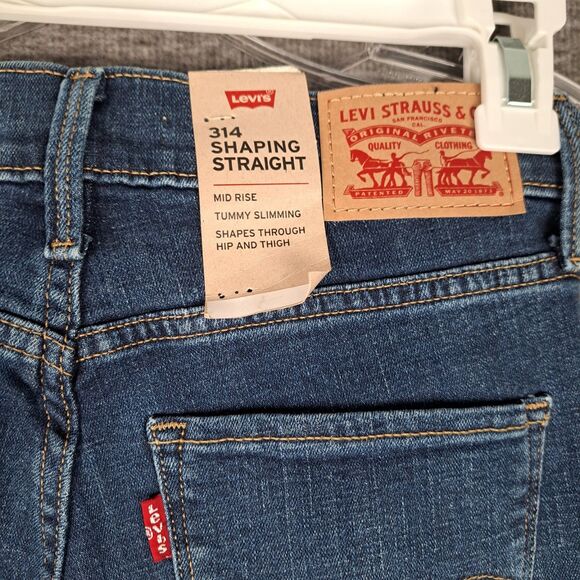 LEVI'S
314
SHAPING
STRAIGHT
MID RISE
TUMMY SLIMMING
SHAPES THROUGH
HIP AND THIGH
LEVI STRAUSS &
SAN FRANCISCO
CAL.
ORIGINAL RIVETED
QUALITY CLOTHING
PATENTED MAY 20 1873
LEVI'S
®